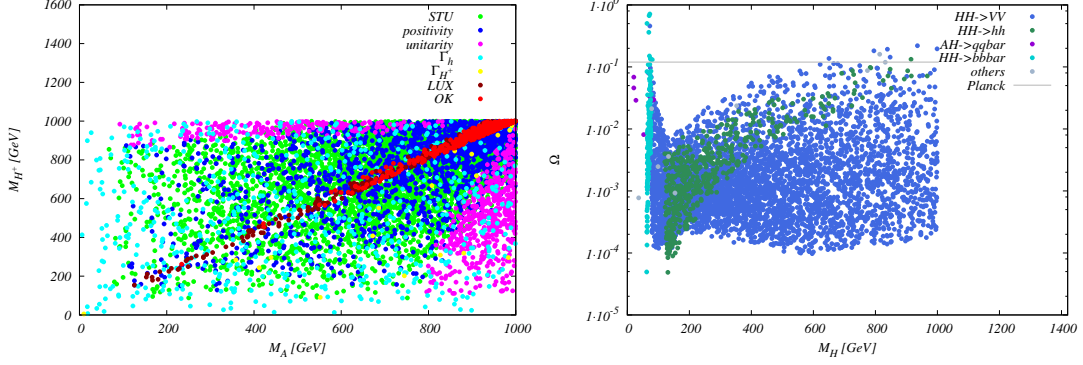 1600
1400
1200
1000
800
600
400
200
0
M_{H^+} [GeV]
0 200 400 600 800 1000
M_A [GeV]
STU
positivity
unitarity
Γ_h
Γ_{H^+}
LUX
OK
1·10^0
1·10^{-1}
1·10^{-2}
1·10^{-3}
1·10^{-4}
1·10^{-5}
Ω
0 200 400 600 800 1000 1200 1400
M_H [GeV]
HH->VV
HH->hh
AH->qqbar
HH->bbbar
others
Planck